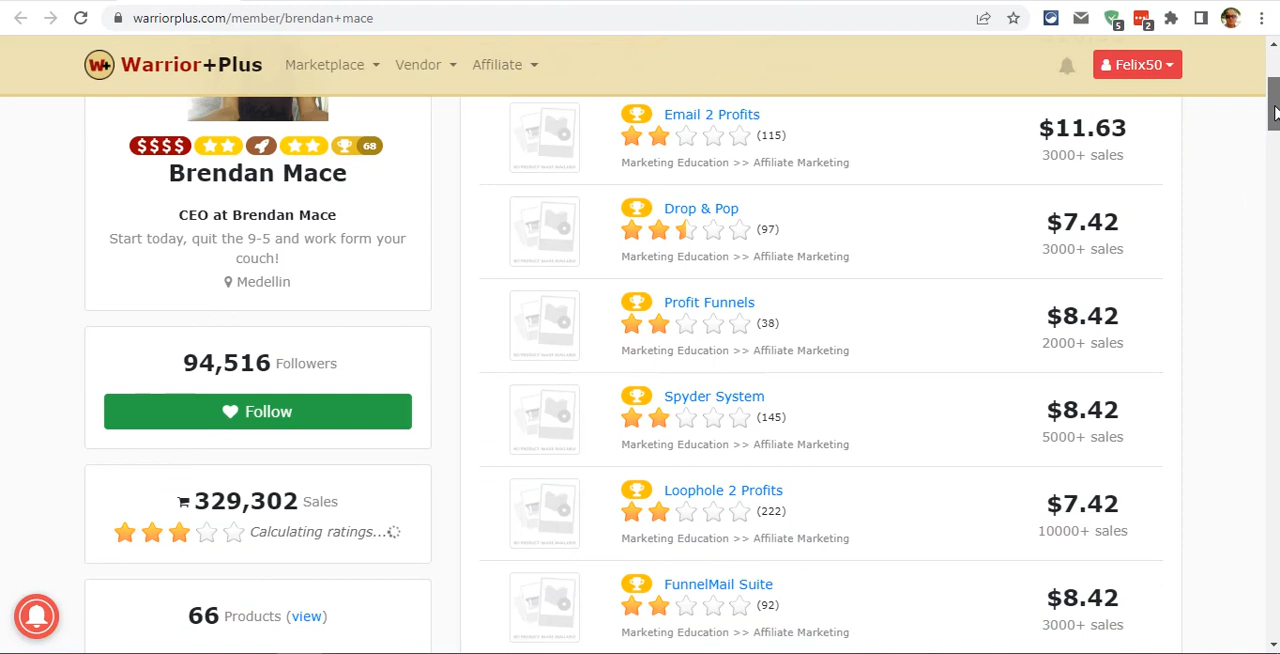 warriorplus.com/member/brendan+mace
5
2
W+ Warrior+Plus Marketplace Vendor Affiliate Felix50
$$$$ 68
Brendan Mace
CEO at Brendan Mace
Start today, quit the 9-5 and work form your
couch!
Medellin
94,516 Followers
Follow
329,302 Sales
Calculating ratings...
66 Products (view)
Email 2 Profits
(115)
Marketing Education >> Affiliate Marketing
$11.63
3000+ sales
Drop & Pop
(97)
Marketing Education >> Affiliate Marketing
$7.42
3000+ sales
Profit Funnels
(38)
Marketing Education >> Affiliate Marketing
$8.42
2000+ sales
Spyder System
(145)
Marketing Education >> Affiliate Marketing
$8.42
5000+ sales
Loophole 2 Profits
(222)
Marketing Education >> Affiliate Marketing
$7.42
10000+ sales
FunnelMail Suite
(92)
Marketing Education >> Affiliate Marketing
$8.42
3000+ sales